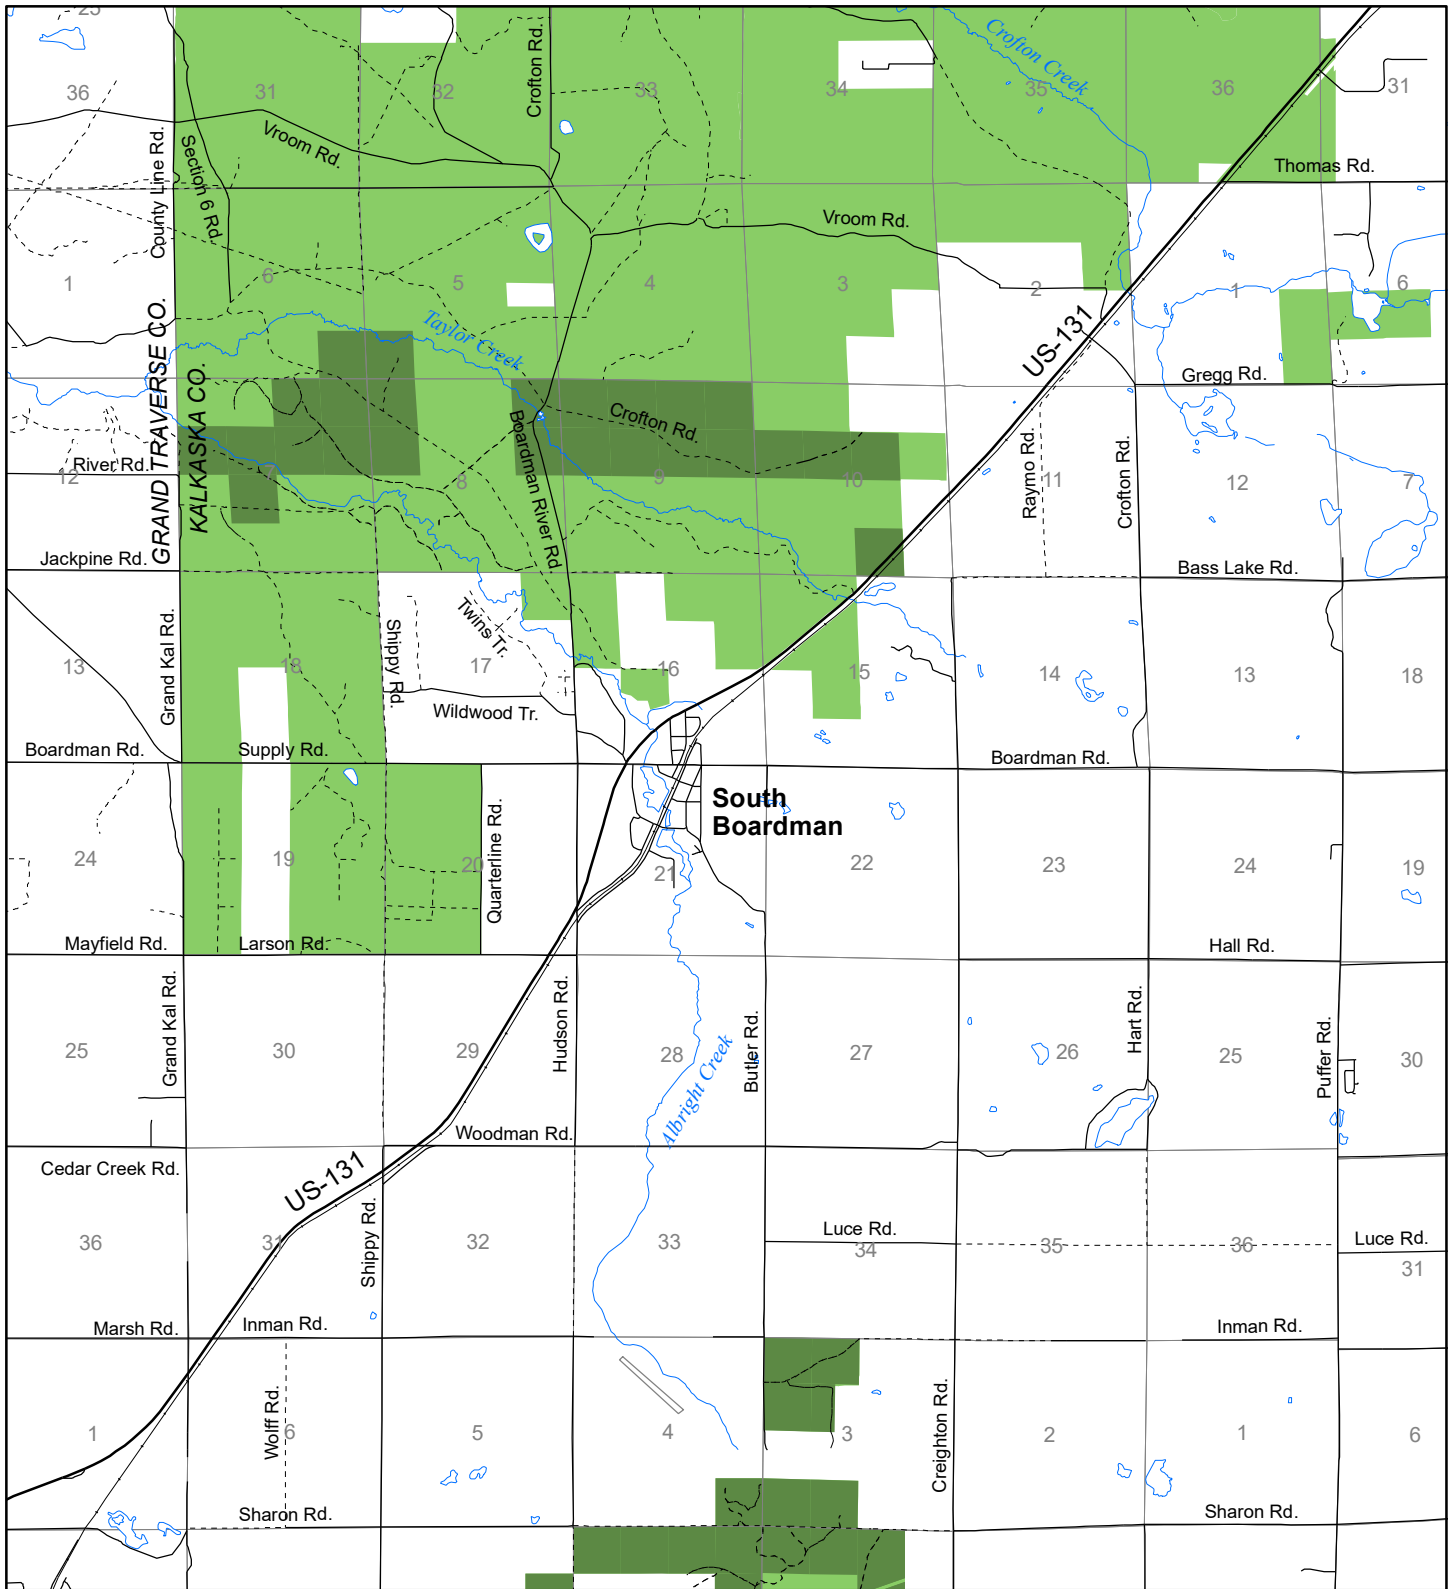 25
36
31
32
Crofton Rd.
33
34
Crofton Creek
35
36
31
Vroom Rd.
County Line Rd.
Section 6 Rd.
Thomas Rd.
Vroom Rd.
1
6
5
4
3
2
1
6
GRAND TRAVERSE CO.
KALKASKA CO.
Taylor Creek
US-131
Gregg Rd.
Crofton Rd.
Boardman River Rd
River Rd.
12
7
8
9
10
Raymo Rd.
11
Crofton Rd.
12
7
Jackpine Rd.
Bass Lake Rd.
Grand Kal Rd.
Shippy Rd.
Twins Tr.
13
18
17
16
15
14
13
18
Wildwood Tr.
Boardman Rd.
Supply Rd.
Boardman Rd.
South
Boardman
Quarterline Rd.
24
19
20
21
22
23
24
19
Mayfield Rd.
Larson Rd.
Hall Rd.
Grand Kal Rd.
Hudson Rd.
Butler Rd.
Hart Rd.
Puffer Rd.
25
30
29
28
27
26
25
30
Albright Creek
Woodman Rd.
Cedar Creek Rd.
US-131
Shippy Rd.
Luce Rd.
Luce Rd.
36
31
32
33
34
35
36
31
Marsh Rd.
Inman Rd.
Inman Rd.
Wolff Rd.
Creighton Rd.
1
6
5
4
3
2
1
6
Sharon Rd.
Sharon Rd.